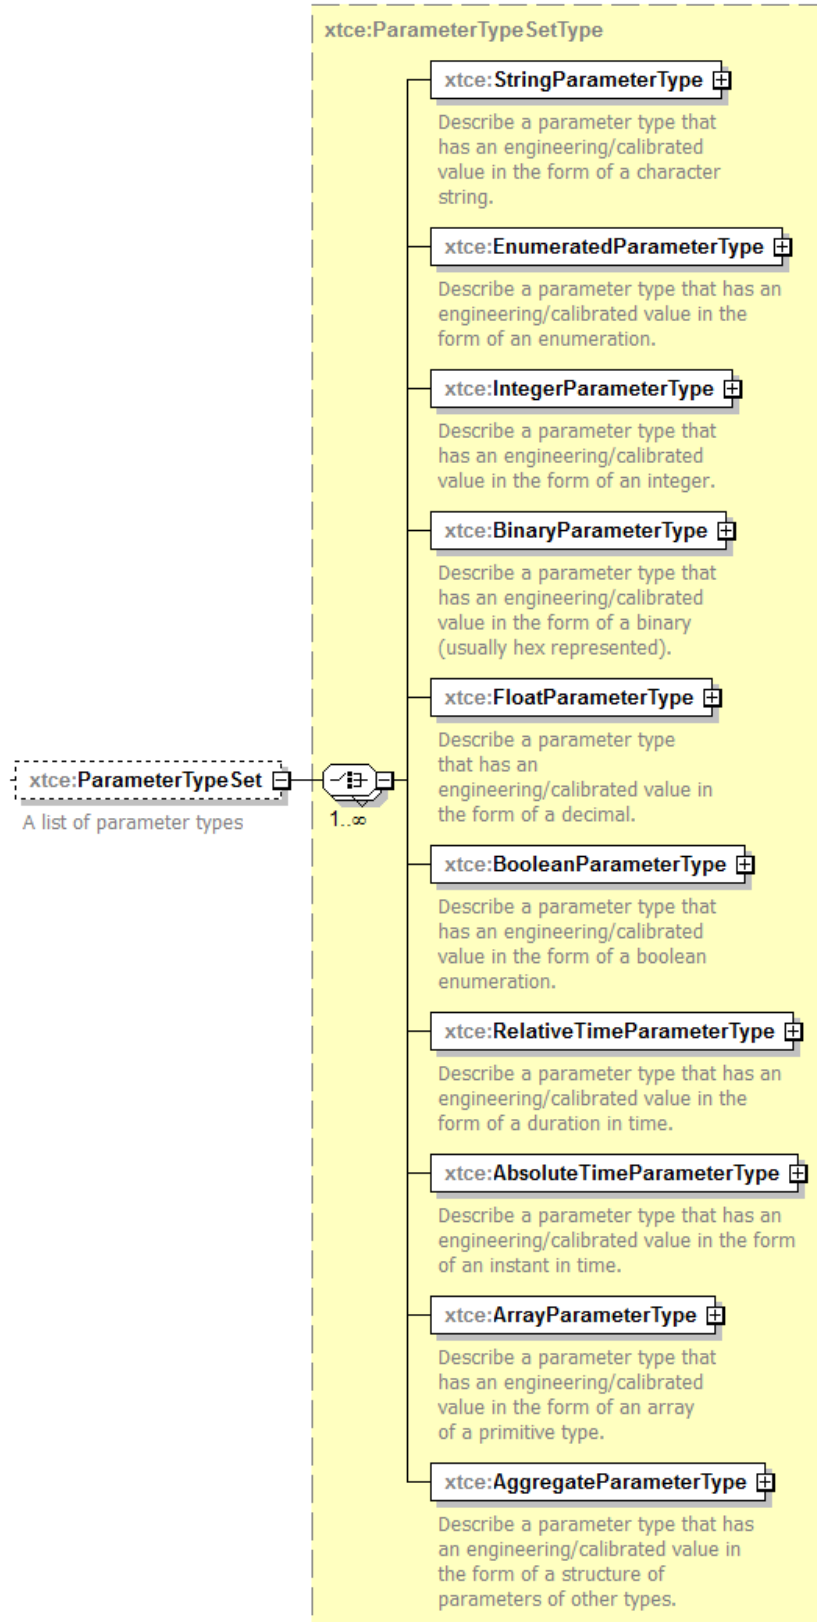 xtce:ParameterTypeSetType
xtce:StringParameterType
Describe a parameter type that
has an engineering/calibrated
value in the form of a character
string.
xtce:EnumeratedParameterType
Describe a parameter type that has an
engineering/calibrated value in the
form of an enumeration.
xtce:IntegerParameterType
Describe a parameter type that
has an engineering/calibrated
value in the form of an integer.
xtce:BinaryParameterType
Describe a parameter type that
has an engineering/calibrated
value in the form of a binary
(usually hex represented).
xtce:FloatParameterType
Describe a parameter type
that has an
engineering/calibrated value in
the form of a decimal.
xtce:ParameterTypeSet
A list of parameter types
1..∞
xtce:BooleanParameterType
Describe a parameter type that
has an engineering/calibrated
value in the form of a boolean
enumeration.
xtce:RelativeTimeParameterType
Describe a parameter type that has an
engineering/calibrated value in the
form of a duration in time.
xtce:AbsoluteTimeParameterType
Describe a parameter type that has an
engineering/calibrated value in the form
of an instant in time.
xtce:ArrayParameterType
Describe a parameter type that
has an engineering/calibrated
value in the form of an array
of a primitive type.
xtce:AggregateParameterType
Describe a parameter type that has
an engineering/calibrated value in
the form of a structure of
parameters of other types.